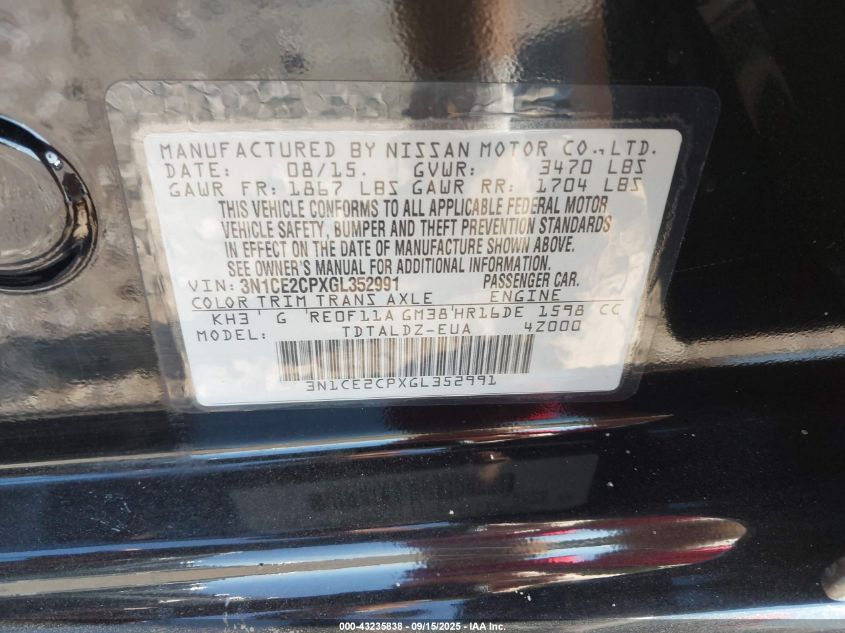 MANUFACTURED BY NISSAN MOTOR CO.,LTD.
DATE: 08/15. GVWR: 3470 LBS
GAWR FR: 1867 LBS GAWR RR: 1704 LBS
THIS VEHICLE CONFORMS TO ALL APPLICABLE FEDERAL MOTOR
VEHICLE SAFETY, BUMPER AND THEFT PREVENTION STANDARDS
IN EFFECT ON THE DATE OF MANUFACTURE SHOWN ABOVE.
SEE OWNER'S MANUAL FOR ADDITIONAL INFORMATION.
VIN: 3N1CE2CPXGL352991 PASSENGER CAR.
COLOR TRIM TRANS AXLE ENGINE
KH3 G RE0F11A GM38 HR16DE 1598 CC
MODEL: TDTALDZ-EUA 4Z000
3N1CE2CPXGL352991
000-43235838 - 09/15/2025 - IAA Inc.